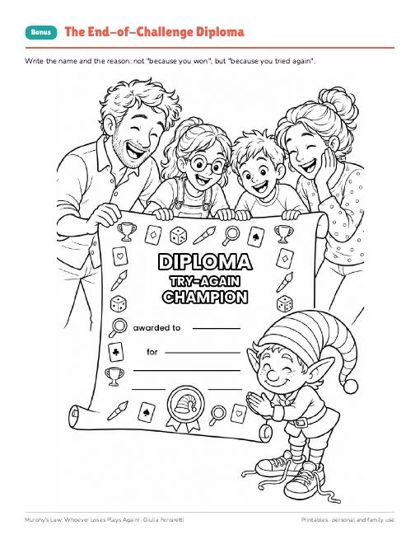 Bonus The End-of-Challenge Diploma
Write the name and the reason: not "because you won", but "because you tried again".
DIPLOMA
TRY-AGAIN
CHAMPION
awarded to
for
Murphy's Law: Whoever Loses Plays Again! · Giulia Ferraretti
Printables · personal and family use